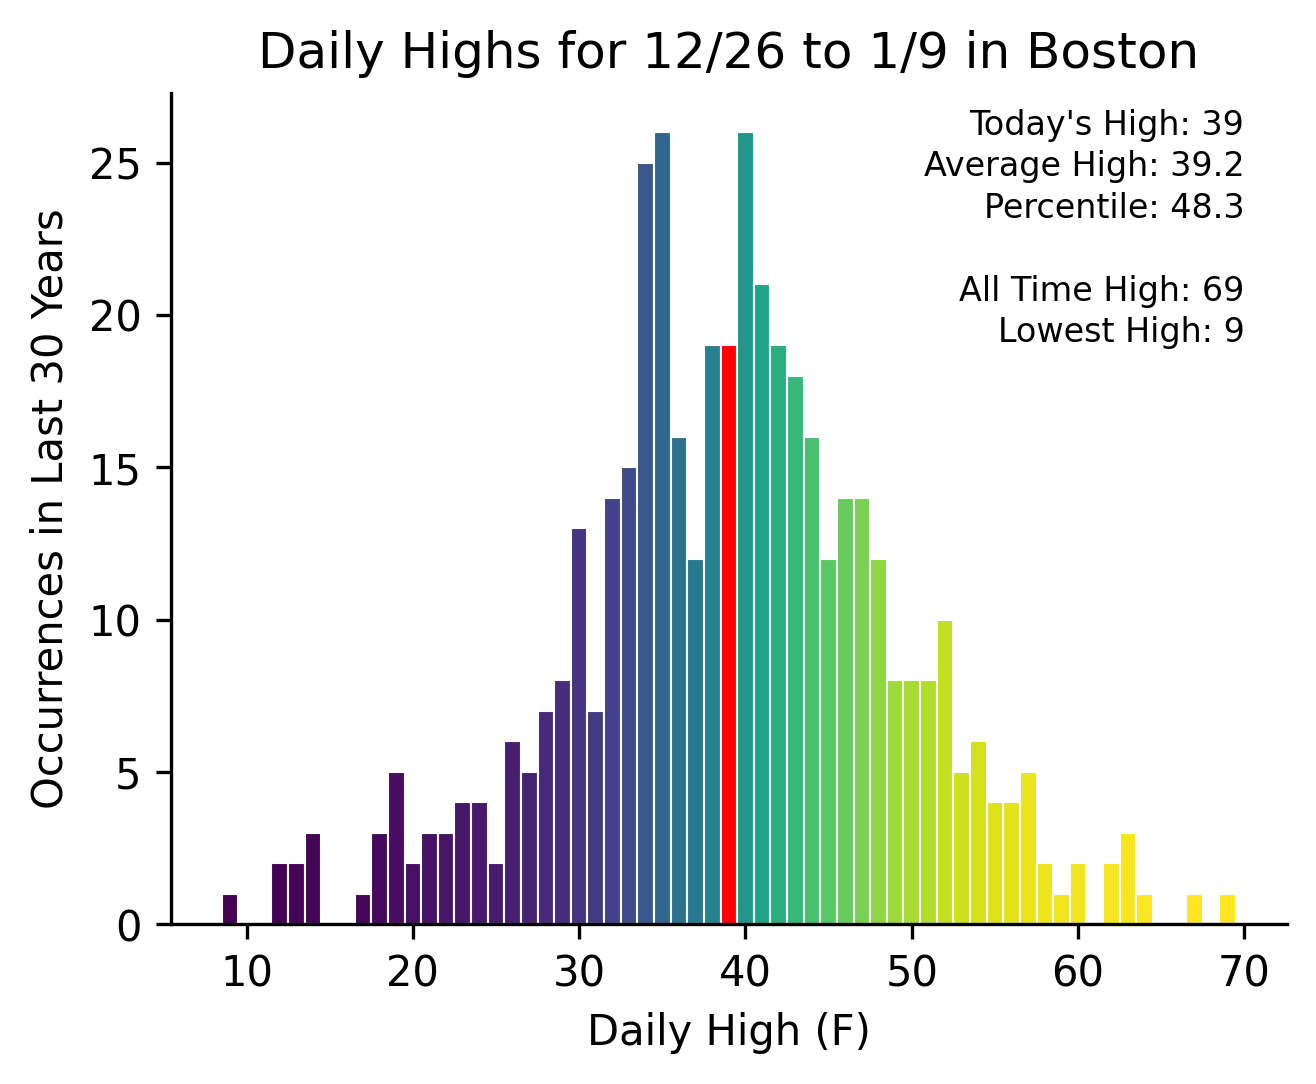 Daily Highs for 12/26 to 1/9 in Boston
Today's High: 39
Average High: 39.2
Percentile: 48.3
All Time High: 69
Lowest High: 9
Occurrences in Last 30 Years
25
20
15
10
5
0
10 20 30 40 50 60 70
Daily High (F)